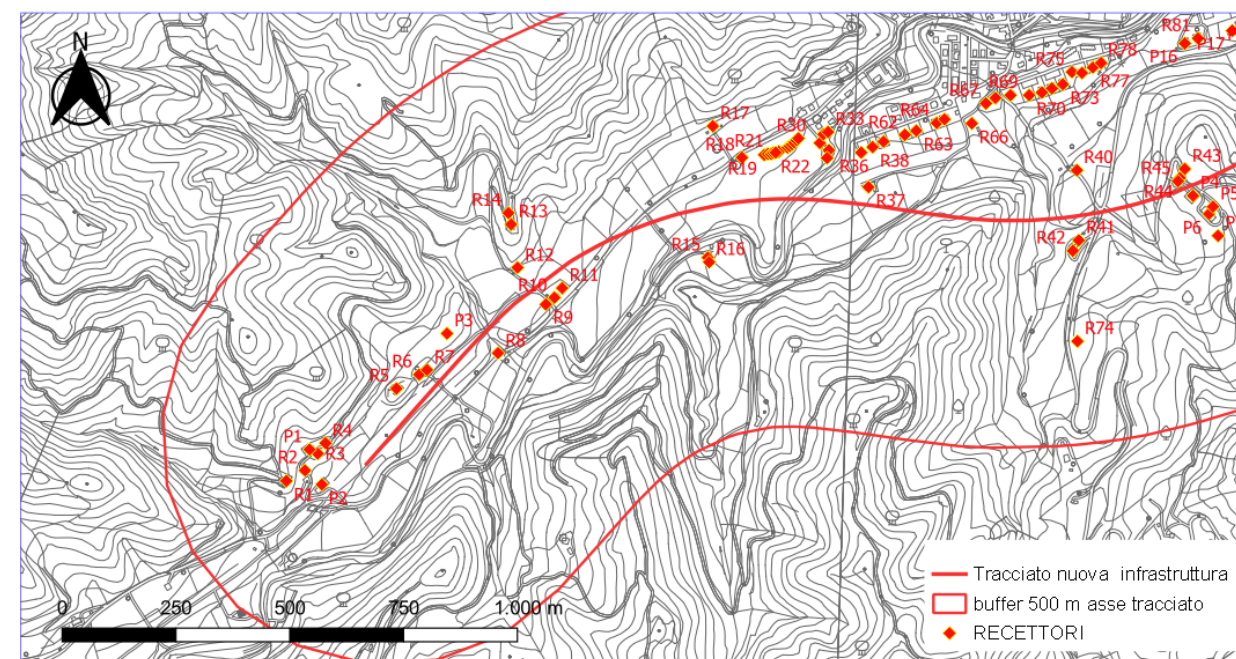 N
R81
P17
P16
R78
R75
R77
R67
R69
R70
R73
R17
R33
R64
R30
R62
R18
R21
R63
R66
R19
R22
R36
R38
R40
R43
R45
R44
P4
R37
P5
P6
P
R14
R13
R42
R41
R15
R16
R12
R11
R10
R9
P3
R8
R74
R6
R7
R5
P1
R4
R2
R3
R1
P2
0 250 500 750 1.000 m
Tracciato nuova infrastruttura
buffer 500 m asse tracciato
RECETTORI